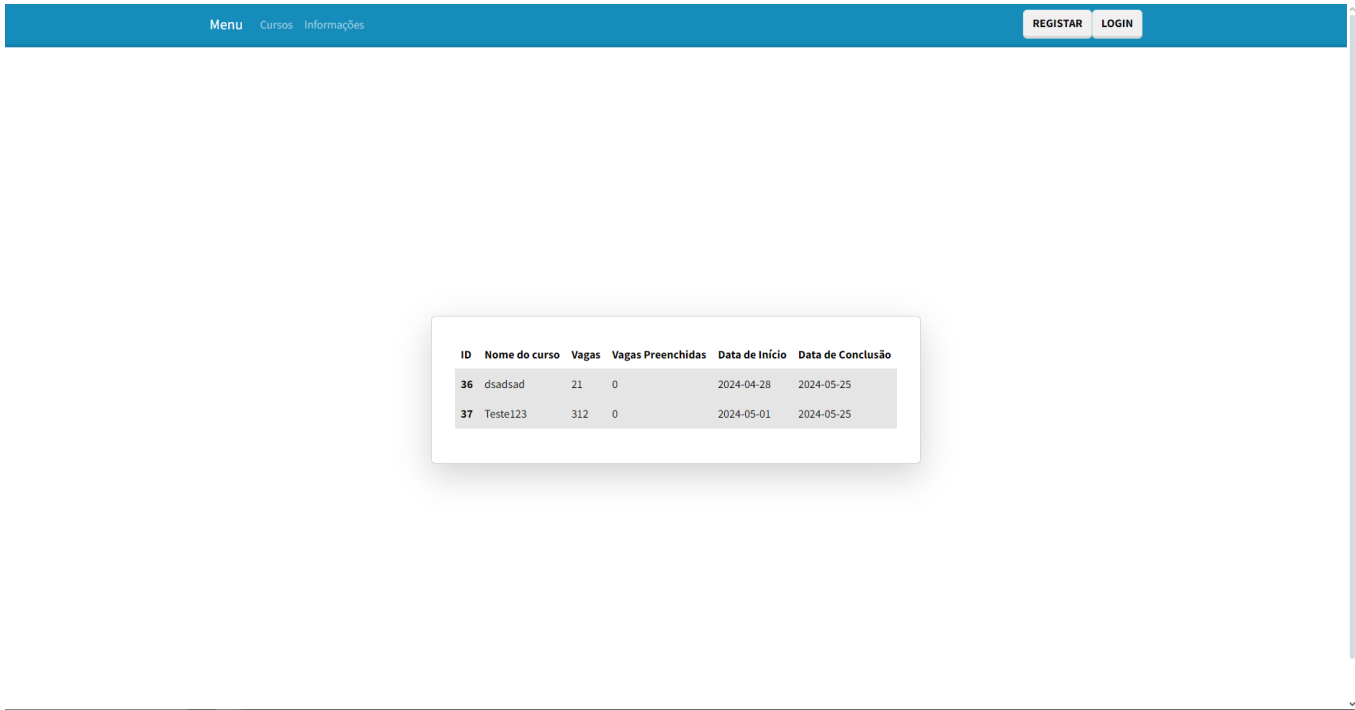 Menu Cursos Informações REGISTAR LOGIN
ID Nome do curso Vagas Vagas Preenchidas Data de Início Data de Conclusão
36 dsadsad 21 0 2024-04-28 2024-05-25
37 Teste123 312 0 2024-05-01 2024-05-25